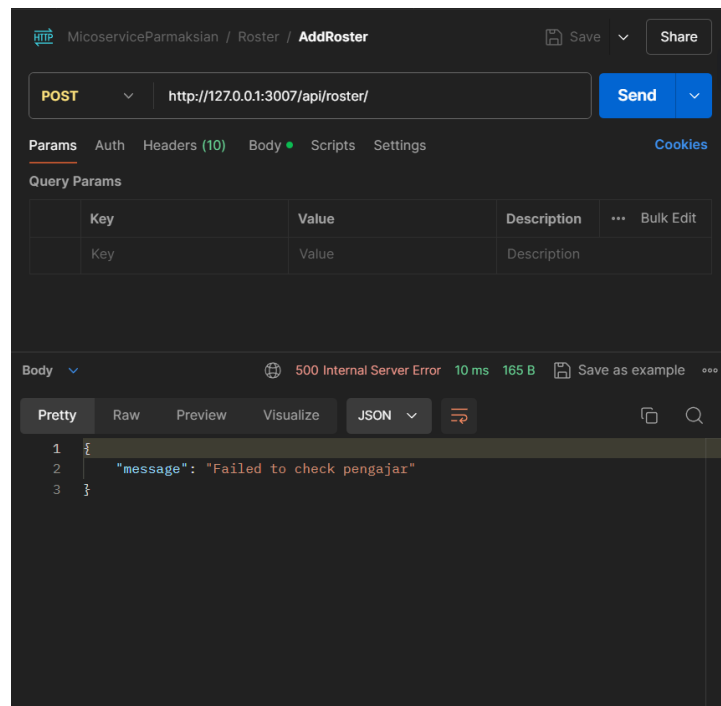 HTTP MicoserviceParmaksian / Roster / AddRoster Save Share
POST http://127.0.0.1:3007/api/roster/ Send
Params Auth Headers (10) Body Scripts Settings Cookies
Query Params
Key Value Description Bulk Edit
Key Value Description
Body 500 Internal Server Error 10 ms 165 B Save as example
Pretty Raw Preview Visualize JSON
1 {
2 "message": "Failed to check pengajar"
3 }